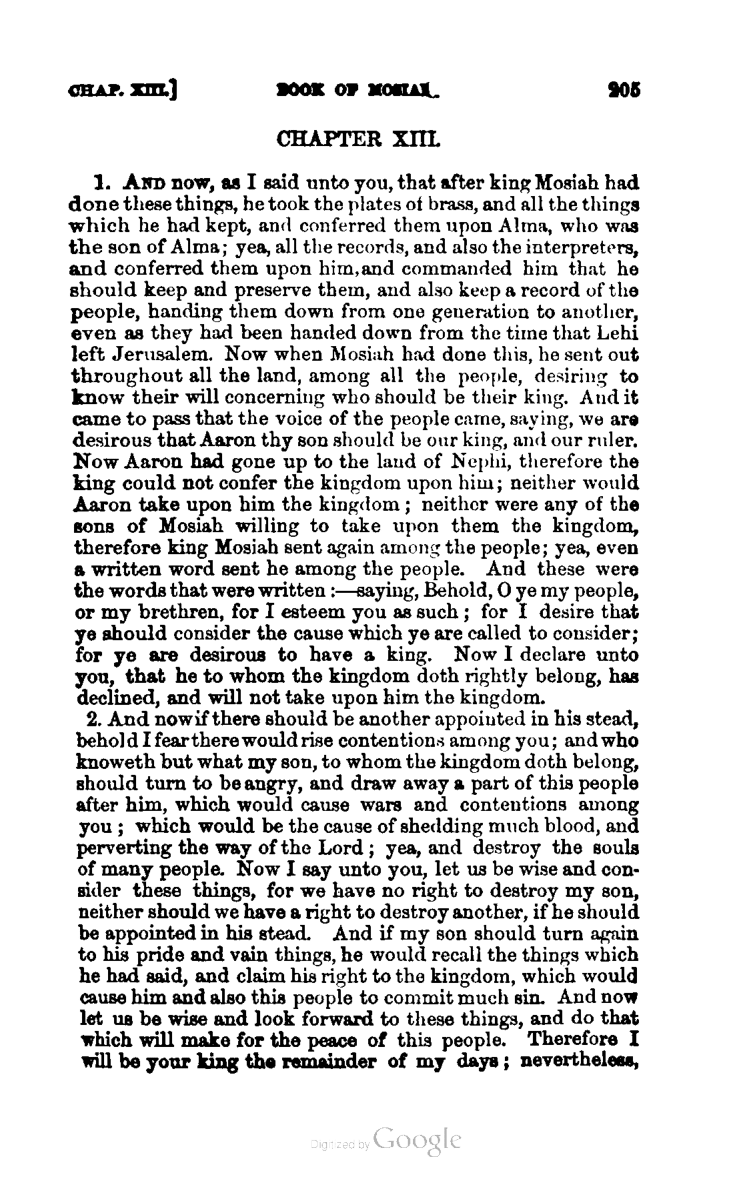 CHAP. XIII.] BOOK OF MOSIAH. 205
CHAPTER XIII.
1. AND now, as I said unto you, that after king Mosiah had
done these things, he took the plates of brass, and all the things
which he had kept, and conferred them upon Alma, who was
the son of Alma; yea, all the records, and also the interpreters,
and conferred them upon him, and commanded him that he
should keep and preserve them, and also keep a record of the
people, handing them down from one generation to another,
even as they had been handed down from the time that Lehi
left Jerusalem. Now when Mosiah had done this, he sent out
throughout all the land, among all the people, desiring to
know their will concerning who should be their king. And it
came to pass that the voice of the people came, saying, we are
desirous that Aaron thy son should be our king, and our ruler.
Now Aaron had gone up to the land of Nephi, therefore the
king could not confer the kingdom upon him; neither would
Aaron take upon him the kingdom; neither were any of the
sons of Mosiah willing to take upon them the kingdom,
therefore king Mosiah sent again among the people; yea, even
a written word sent he among the people. And these were
the words that were written:—saying, Behold, O ye my people,
or my brethren, for I esteem you as such; for I desire that
ye should consider the cause which ye are called to consider;
for ye are desirous to have a king. Now I declare unto
you, that he to whom the kingdom doth rightly belong, has
declined, and will not take upon him the kingdom.
2. And now if there should be another appointed in his stead,
behold I fear there would rise contentions among you; and who
knoweth but what my son, to whom the kingdom doth belong,
should turn to be angry, and draw away a part of this people
after him, which would cause wars and contentions among
you; which would be the cause of shedding much blood, and
perverting the way of the Lord; yea, and destroy the souls
of many people. Now I say unto you, let us be wise and con-
sider these things, for we have no right to destroy my son,
neither should we have a right to destroy another, if he should
be appointed in his stead. And if my son should turn again
to his pride and vain things, he would recall the things which
he had said, and claim his right to the kingdom, which would
cause him and also this people to commit much sin. And now
let us be wise and look forward to these things, and do that
which will make for the peace of this people. Therefore I
will be your king the remainder of my days; nevertheless,
Digitized by Google